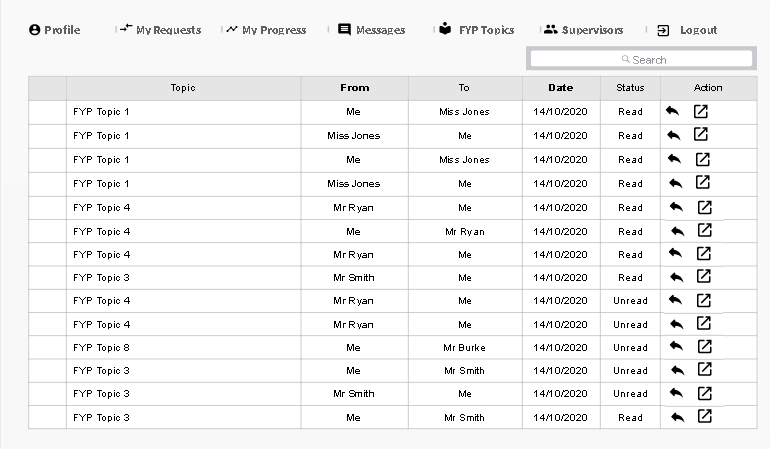 Profile My Requests My Progress Messages FYP Topics Supervisors Logout
Search
Topic From To Date Status Action
FYP Topic 1 Me Miss Jones 14/10/2020 Read
FYP Topic 1 Miss Jones Me 14/10/2020 Read
FYP Topic 1 Me Miss Jones 14/10/2020 Read
FYP Topic 1 Miss Jones Me 14/10/2020 Read
FYP Topic 4 Mr Ryan Me 14/10/2020 Read
FYP Topic 4 Me Mr Ryan 14/10/2020 Read
FYP Topic 4 Mr Ryan Me 14/10/2020 Read
FYP Topic 3 Mr Smith Me 14/10/2020 Read
FYP Topic 4 Mr Ryan Me 14/10/2020 Unread
FYP Topic 4 Mr Ryan Me 14/10/2020 Unread
FYP Topic 8 Me Mr Burke 14/10/2020 Unread
FYP Topic 3 Me Mr Smith 14/10/2020 Unread
FYP Topic 3 Mr Smith Me 14/10/2020 Unread
FYP Topic 3 Me Mr Smith 14/10/2020 Read